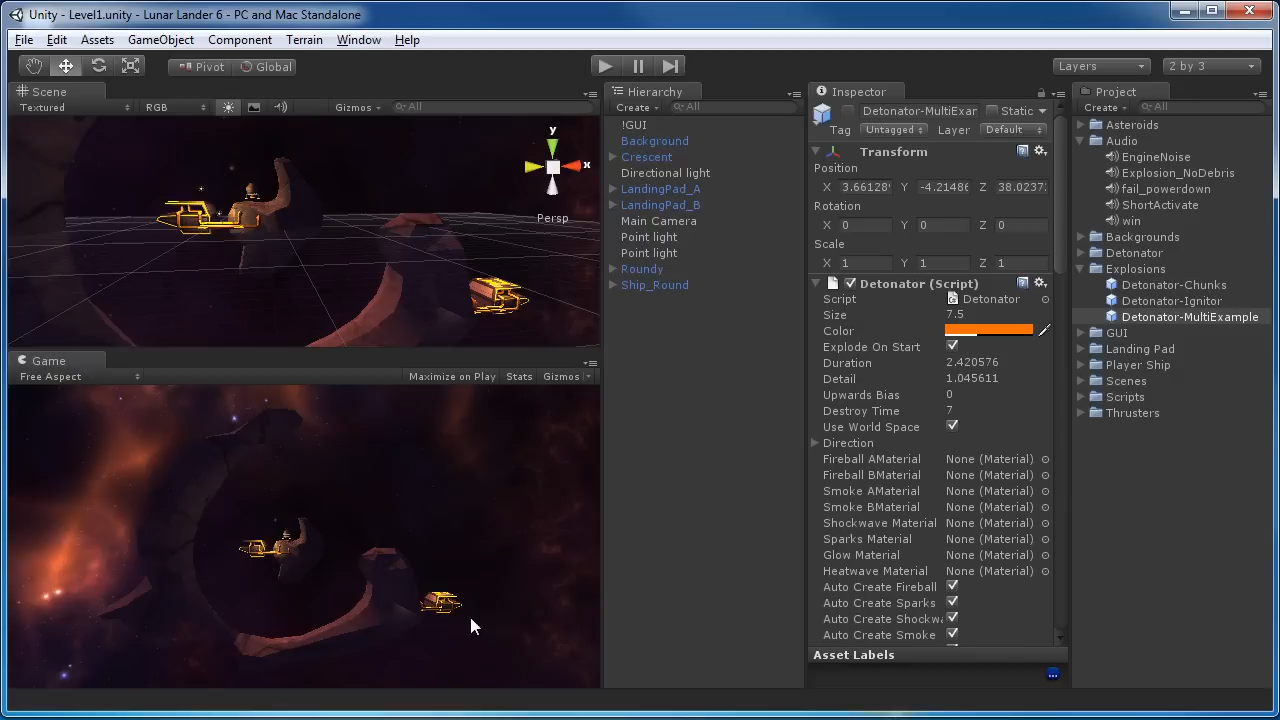 Unity - Level1.unity - Lunar Lander 6 - PC and Mac Standalone
File Edit Assets GameObject Component Terrain Window Help
Pivot Global Layers 2 by 3
Scene
Textured RGB Gizmos All
y
x
Persp
Game
Free Aspect Maximize on Play Stats Gizmos
Hierarchy
Create All
!GUI
Background
Crescent
Directional light
LandingPad_A
LandingPad_B
Main Camera
Point light
Point light
Roundy
Ship_Round
Inspector
Detonator-MultiExar Static
Tag Untagged Layer Default
Transform
Position
X 3.66128 Y -4.2148 Z 38.0237
Rotation
X 0 Y 0 Z 0
Scale
X 1 Y 1 Z 1
Detonator (Script)
Script Detonator
Size 7.5
Color
Explode On Start
Duration 2.420576
Detail 1.045611
Upwards Bias 0
Destroy Time 7
Use World Space
Direction
Fireball AMaterial None (Material)
Fireball BMaterial None (Material)
Smoke AMaterial None (Material)
Smoke BMaterial None (Material)
Shockwave Material None (Material)
Sparks Material None (Material)
Glow Material None (Material)
Heatwave Material None (Material)
Auto Create Fireball
Auto Create Sparks
Auto Create Shockw
Auto Create Smoke
Asset Labels
Project
Create All
Asteroids
Audio
EngineNoise
Explosion_NoDebris
fail_powerdown
ShortActivate
win
Backgrounds
Detonator
Explosions
Detonator-Chunks
Detonator-Ignitor
Detonator-MultiExample
GUI
Landing Pad
Player Ship
Scenes
Scripts
Thrusters